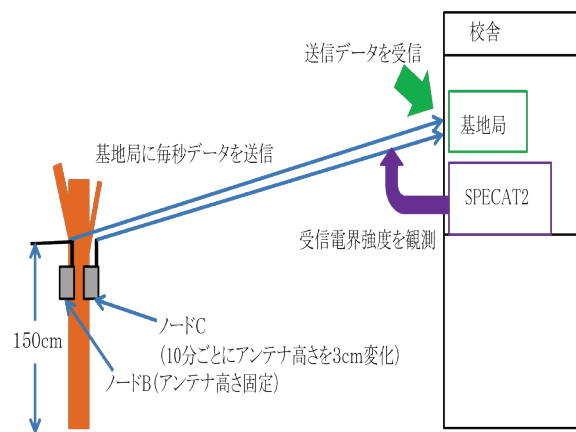 校舎
送信データを受信
基地局
基地局に毎秒データを送信
SPECAT2
受信電界強度を観測
150cm
ノードC
(10分ごとにアンテナ高さを3cm変化)
ノードB(アンテナ高さ固定)